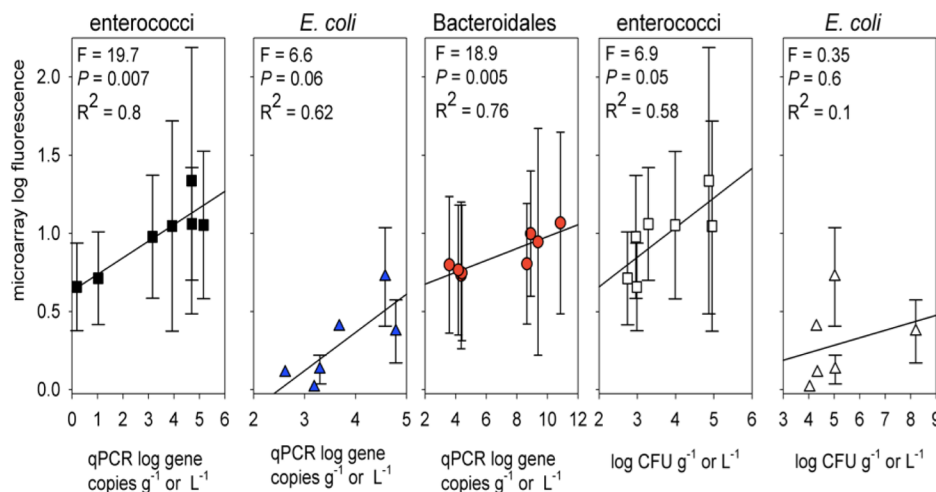 enterococci
E. coli
Bacteroidales
enterococci
E. coli
F = 19.7
P = 0.007
R² = 0.8
6.6
0.06
0.62
F = 18.9
P = 0.005
R² = 0.76
6.9
0.05
0.58
F = 0.35
P = 0.6
R² = 0.1
microarray log fluorescence
2.0
1.5
1.0
0.5
0.0
0 1 2 3 4 5 6
2 3 4 5
2 4 6 8 10 12
2 3 4 5 6
3 4 5 6 7 8 9
qPCR log gene
copies g⁻¹ or L⁻¹
qPCR log gene
copies g⁻¹ or L⁻¹
qPCR log gene
copies g⁻¹ or L⁻¹
log CFU g⁻¹ or L⁻¹
log CFU g⁻¹ or L⁻¹